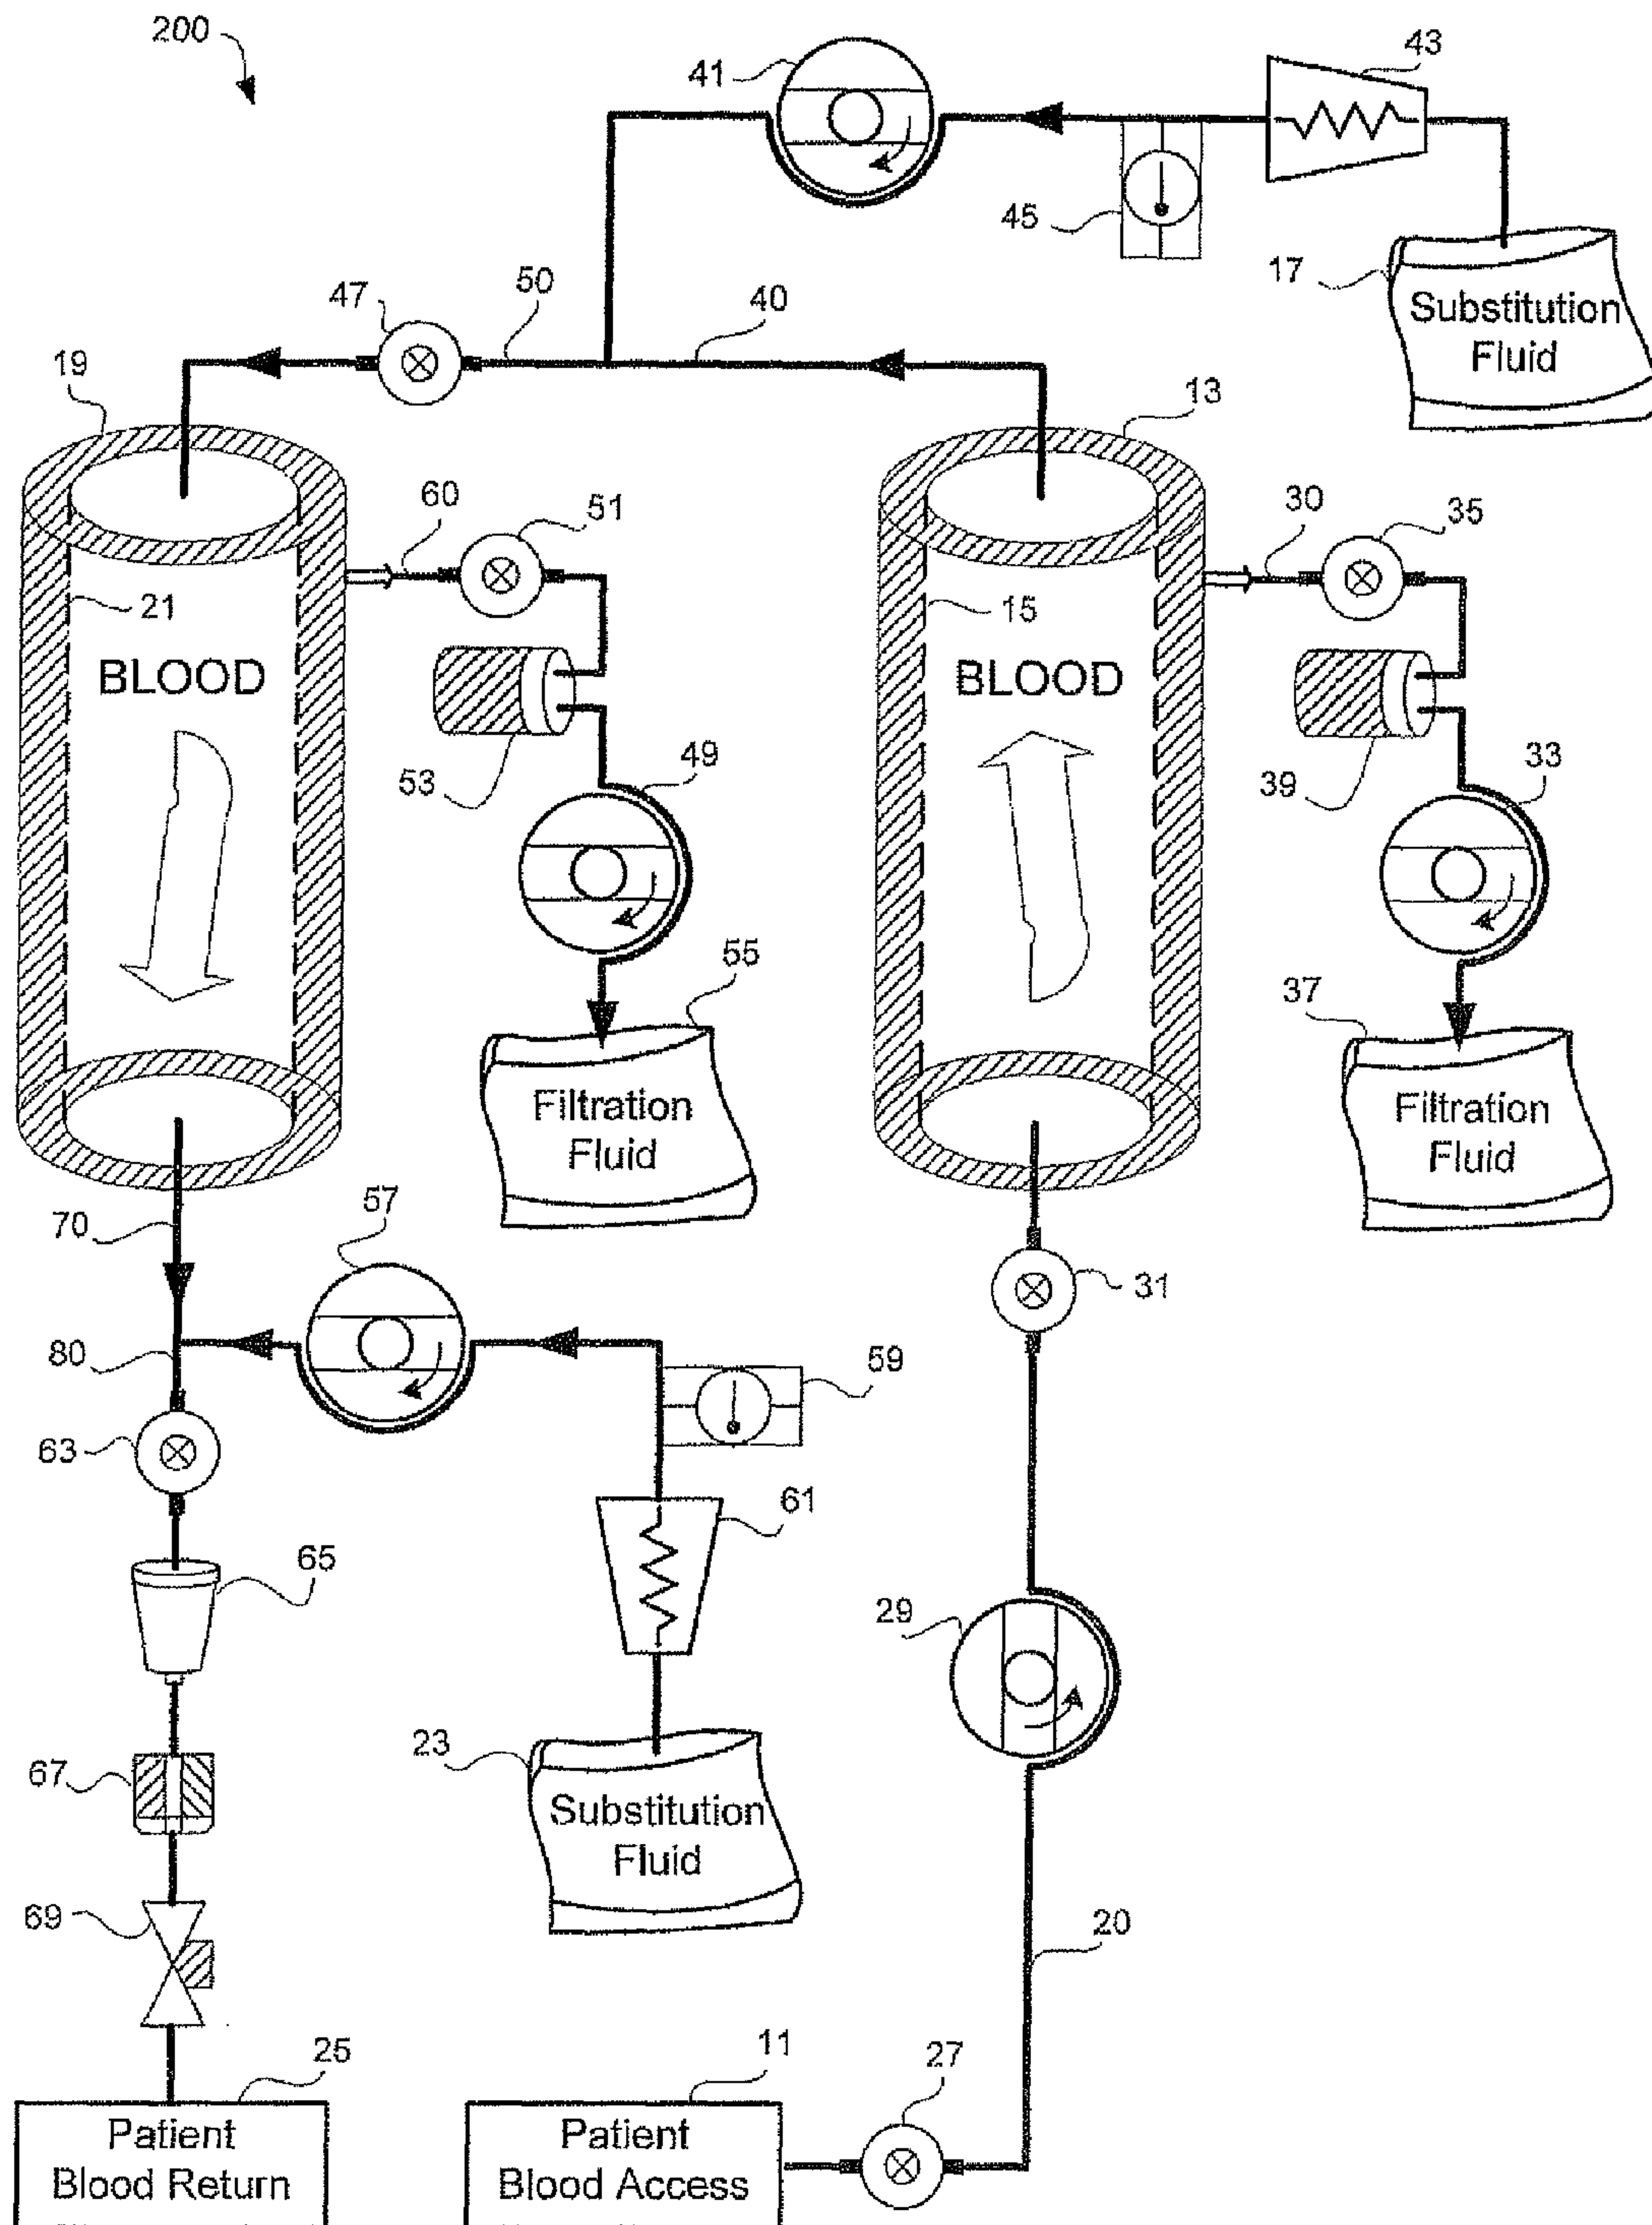 200
41
43
45
17
Substitution
Fluid
47
50
40
19
13
60
51
30
35
21
15
BLOOD
BLOOD
53
49
39
33
55
37
Filtration
Fluid
Filtration
Fluid
70
57
31
80
59
63
61
65
29
67
23
Substitution
Fluid
69
20
25
11
27
Patient
Blood Return
Patient
Blood Access